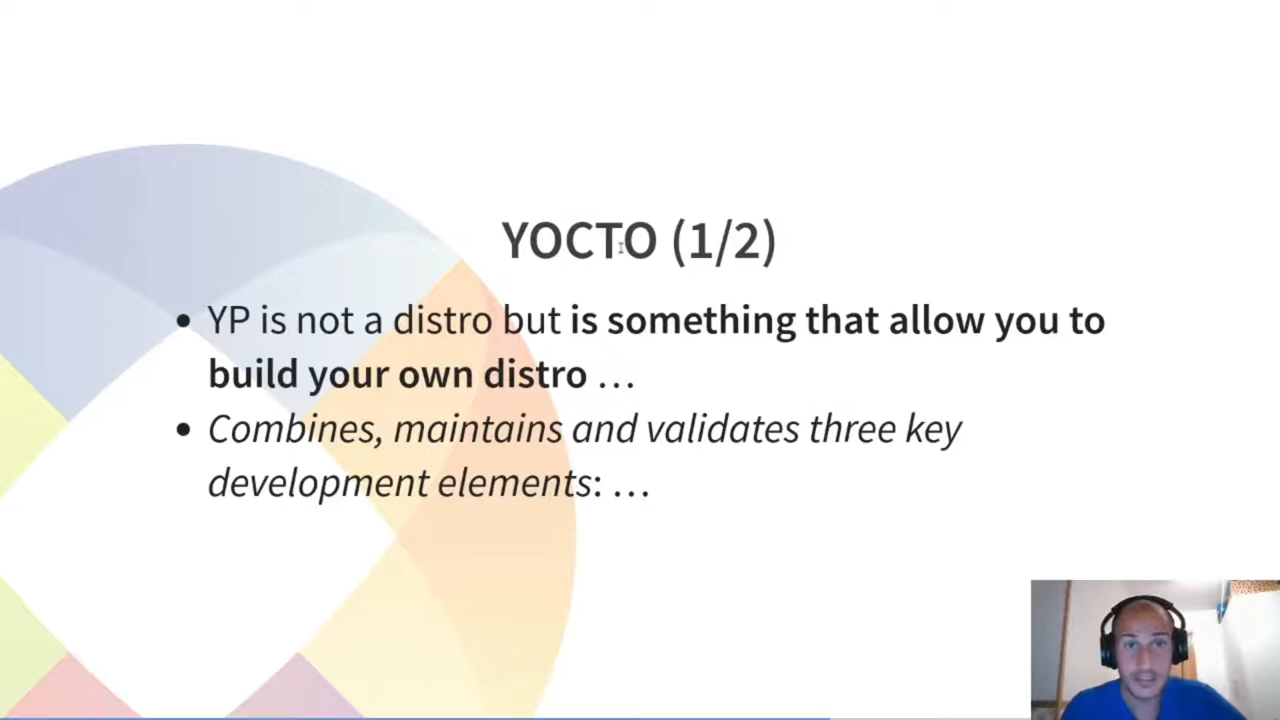 YOCTO (1/2)
• YP is not a distro but is something that allow you to
build your own distro …
• Combines, maintains and validates three key
development elements: …